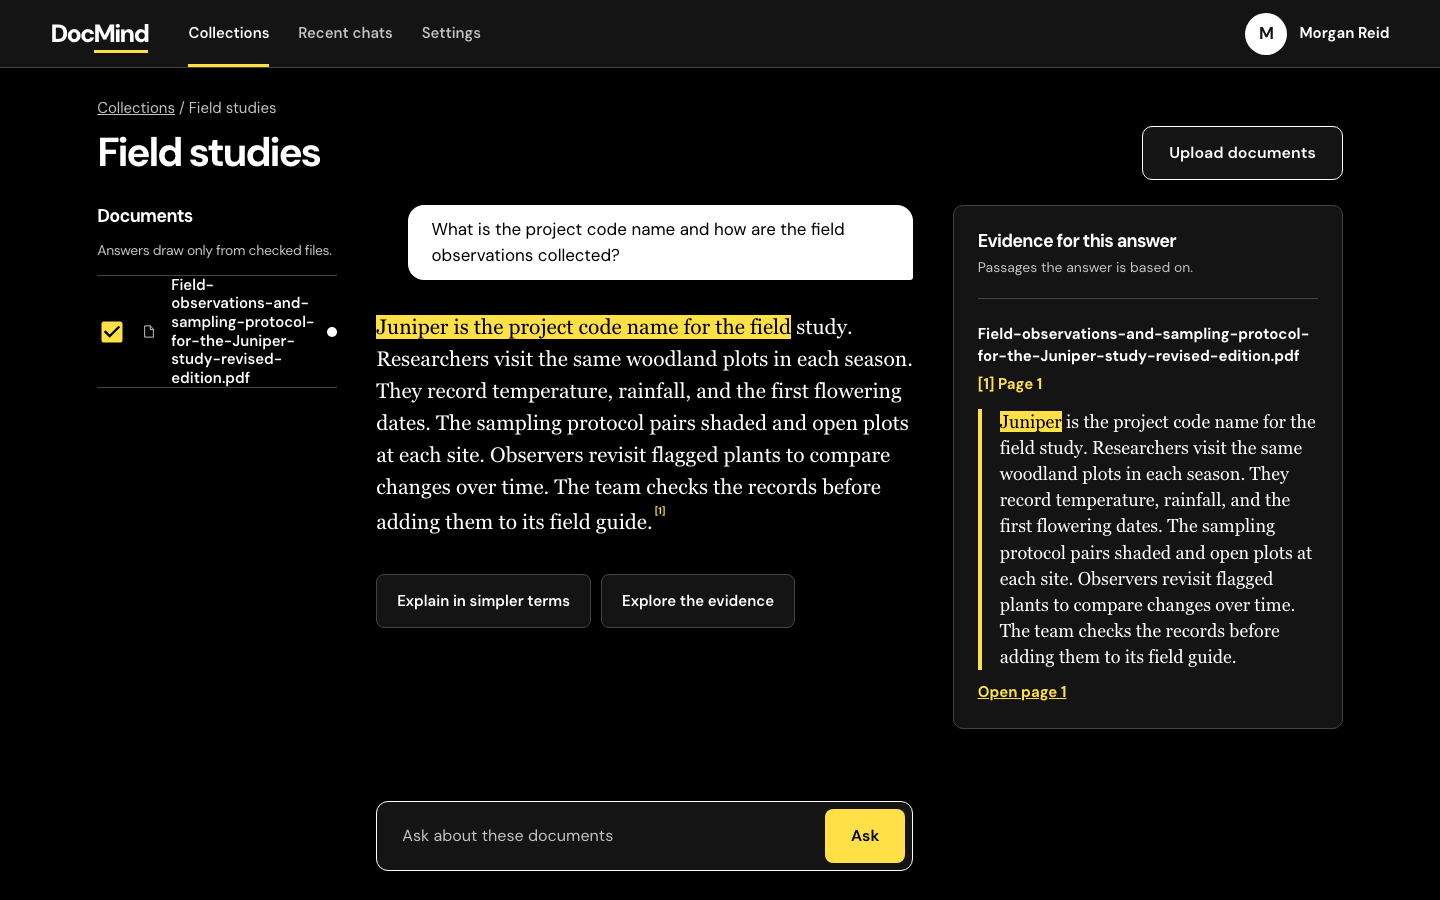 DocMind
Collections
Recent chats
Settings
M
Morgan Reid
Collections / Field studies
Field studies
Upload documents
Documents
Answers draw only from checked files.
Field-
observations-and-
sampling-protocol-
for-the-Juniper-
study-revised-
edition.pdf
What is the project code name and how are the field
observations collected?
Juniper is the project code name for the field study.
Researchers visit the same woodland plots in each season.
They record temperature, rainfall, and the first flowering
dates. The sampling protocol pairs shaded and open plots
at each site. Observers revisit flagged plants to compare
changes over time. The team checks the records before
adding them to its field guide.[1]
Explain in simpler terms
Explore the evidence
Ask about these documents
Ask
Evidence for this answer
Passages the answer is based on.
Field-observations-and-sampling-protocol-
for-the-Juniper-study-revised-edition.pdf
[1] Page 1
Juniper is the project code name for the
field study. Researchers visit the same
woodland plots in each season. They
record temperature, rainfall, and the
first flowering dates. The sampling
protocol pairs shaded and open plots at
each site. Observers revisit flagged
plants to compare changes over time.
The team checks the records before
adding them to its field guide.
Open page 1